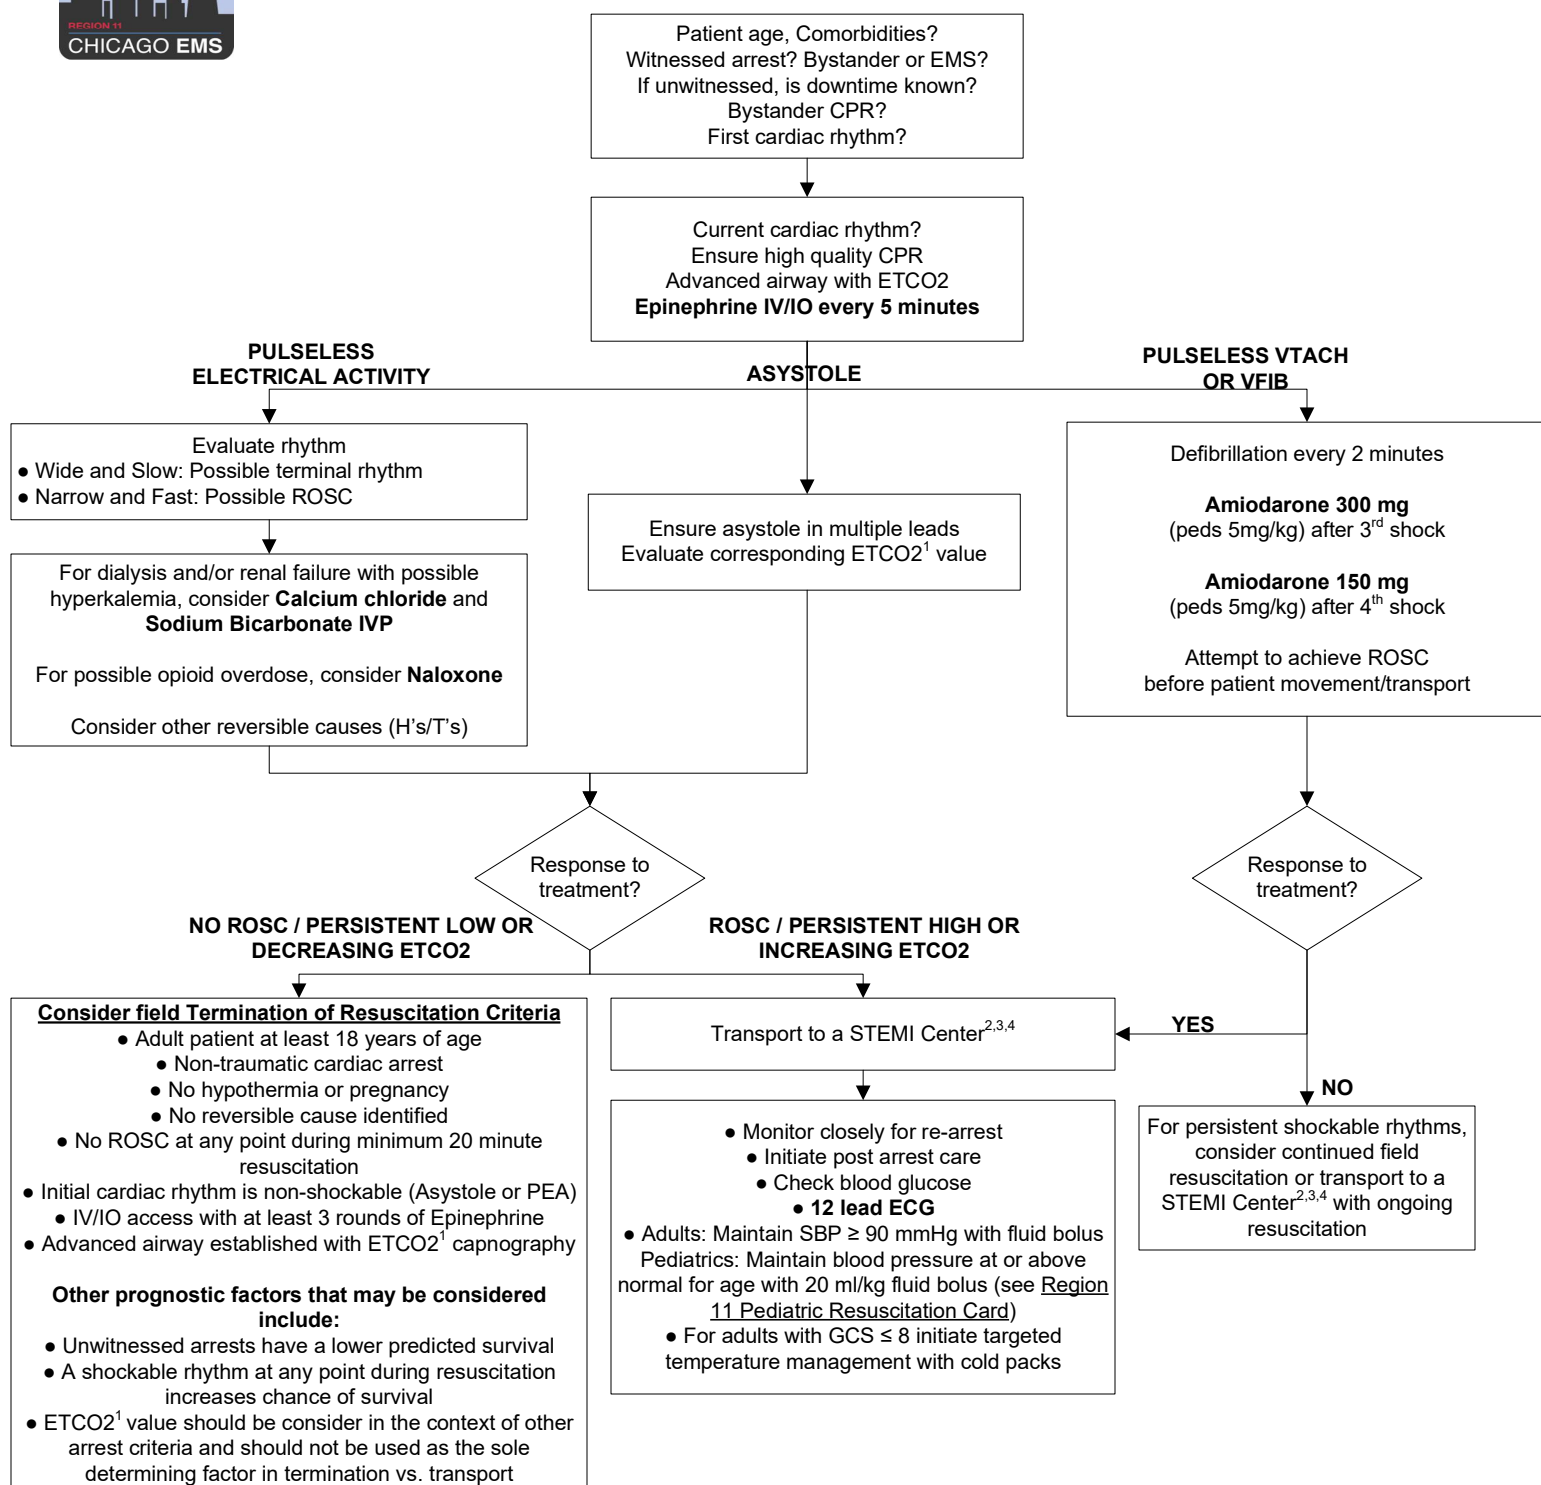 REGION 11
CHICAGO EMS
Patient age, Comorbidities?
Witnessed arrest? Bystander or EMS?
If unwitnessed, is downtime known?
Bystander CPR?
First cardiac rhythm?
Current cardiac rhythm?
Ensure high quality CPR
Advanced airway with ETCO2
Epinephrine IV/IO every 5 minutes
PULSELESS
ELECTRICAL ACTIVITY
ASYSTOLE
PULSELESS VTACH
OR VFIB
Evaluate rhythm
● Wide and Slow: Possible terminal rhythm
● Narrow and Fast: Possible ROSC
For dialysis and/or renal failure with possible
hyperkalemia, consider Calcium chloride and
Sodium Bicarbonate IVP
For possible opioid overdose, consider Naloxone
Consider other reversible causes (H's/T's)
Ensure asystole in multiple leads
Evaluate corresponding ETCO2¹ value
Defibrillation every 2 minutes
Amiodarone 300 mg
(peds 5mg/kg) after 3rd shock
Amiodarone 150 mg
(peds 5mg/kg) after 4th shock
Attempt to achieve ROSC
before patient movement/transport
Response to
treatment?
Response to
treatment?
NO ROSC / PERSISTENT LOW OR
DECREASING ETCO2
ROSC / PERSISTENT HIGH OR
INCREASING ETCO2
Consider field Termination of Resuscitation Criteria
● Adult patient at least 18 years of age
● Non-traumatic cardiac arrest
● No hypothermia or pregnancy
● No reversible cause identified
● No ROSC at any point during minimum 20 minute
resuscitation
● Initial cardiac rhythm is non-shockable (Asystole or PEA)
● IV/IO access with at least 3 rounds of Epinephrine
● Advanced airway established with ETCO2¹ capnography
Other prognostic factors that may be considered
include:
● Unwitnessed arrests have a lower predicted survival
● A shockable rhythm at any point during resuscitation
increases chance of survival
● ETCO2¹ value should be consider in the context of other
arrest criteria and should not be used as the sole
determining factor in termination vs. transport
Transport to a STEMI Center²,³,⁴
YES
NO
● Monitor closely for re-arrest
● Initiate post arrest care
● Check blood glucose
● 12 lead ECG
● Adults: Maintain SBP ≥ 90 mmHg with fluid bolus
Pediatrics: Maintain blood pressure at or above
normal for age with 20 ml/kg fluid bolus (see Region
11 Pediatric Resuscitation Card)
● For adults with GCS ≤ 8 initiate targeted
temperature management with cold packs
For persistent shockable rhythms,
consider continued field
resuscitation or transport to a
STEMI Center²,³,⁴ with ongoing
resuscitation